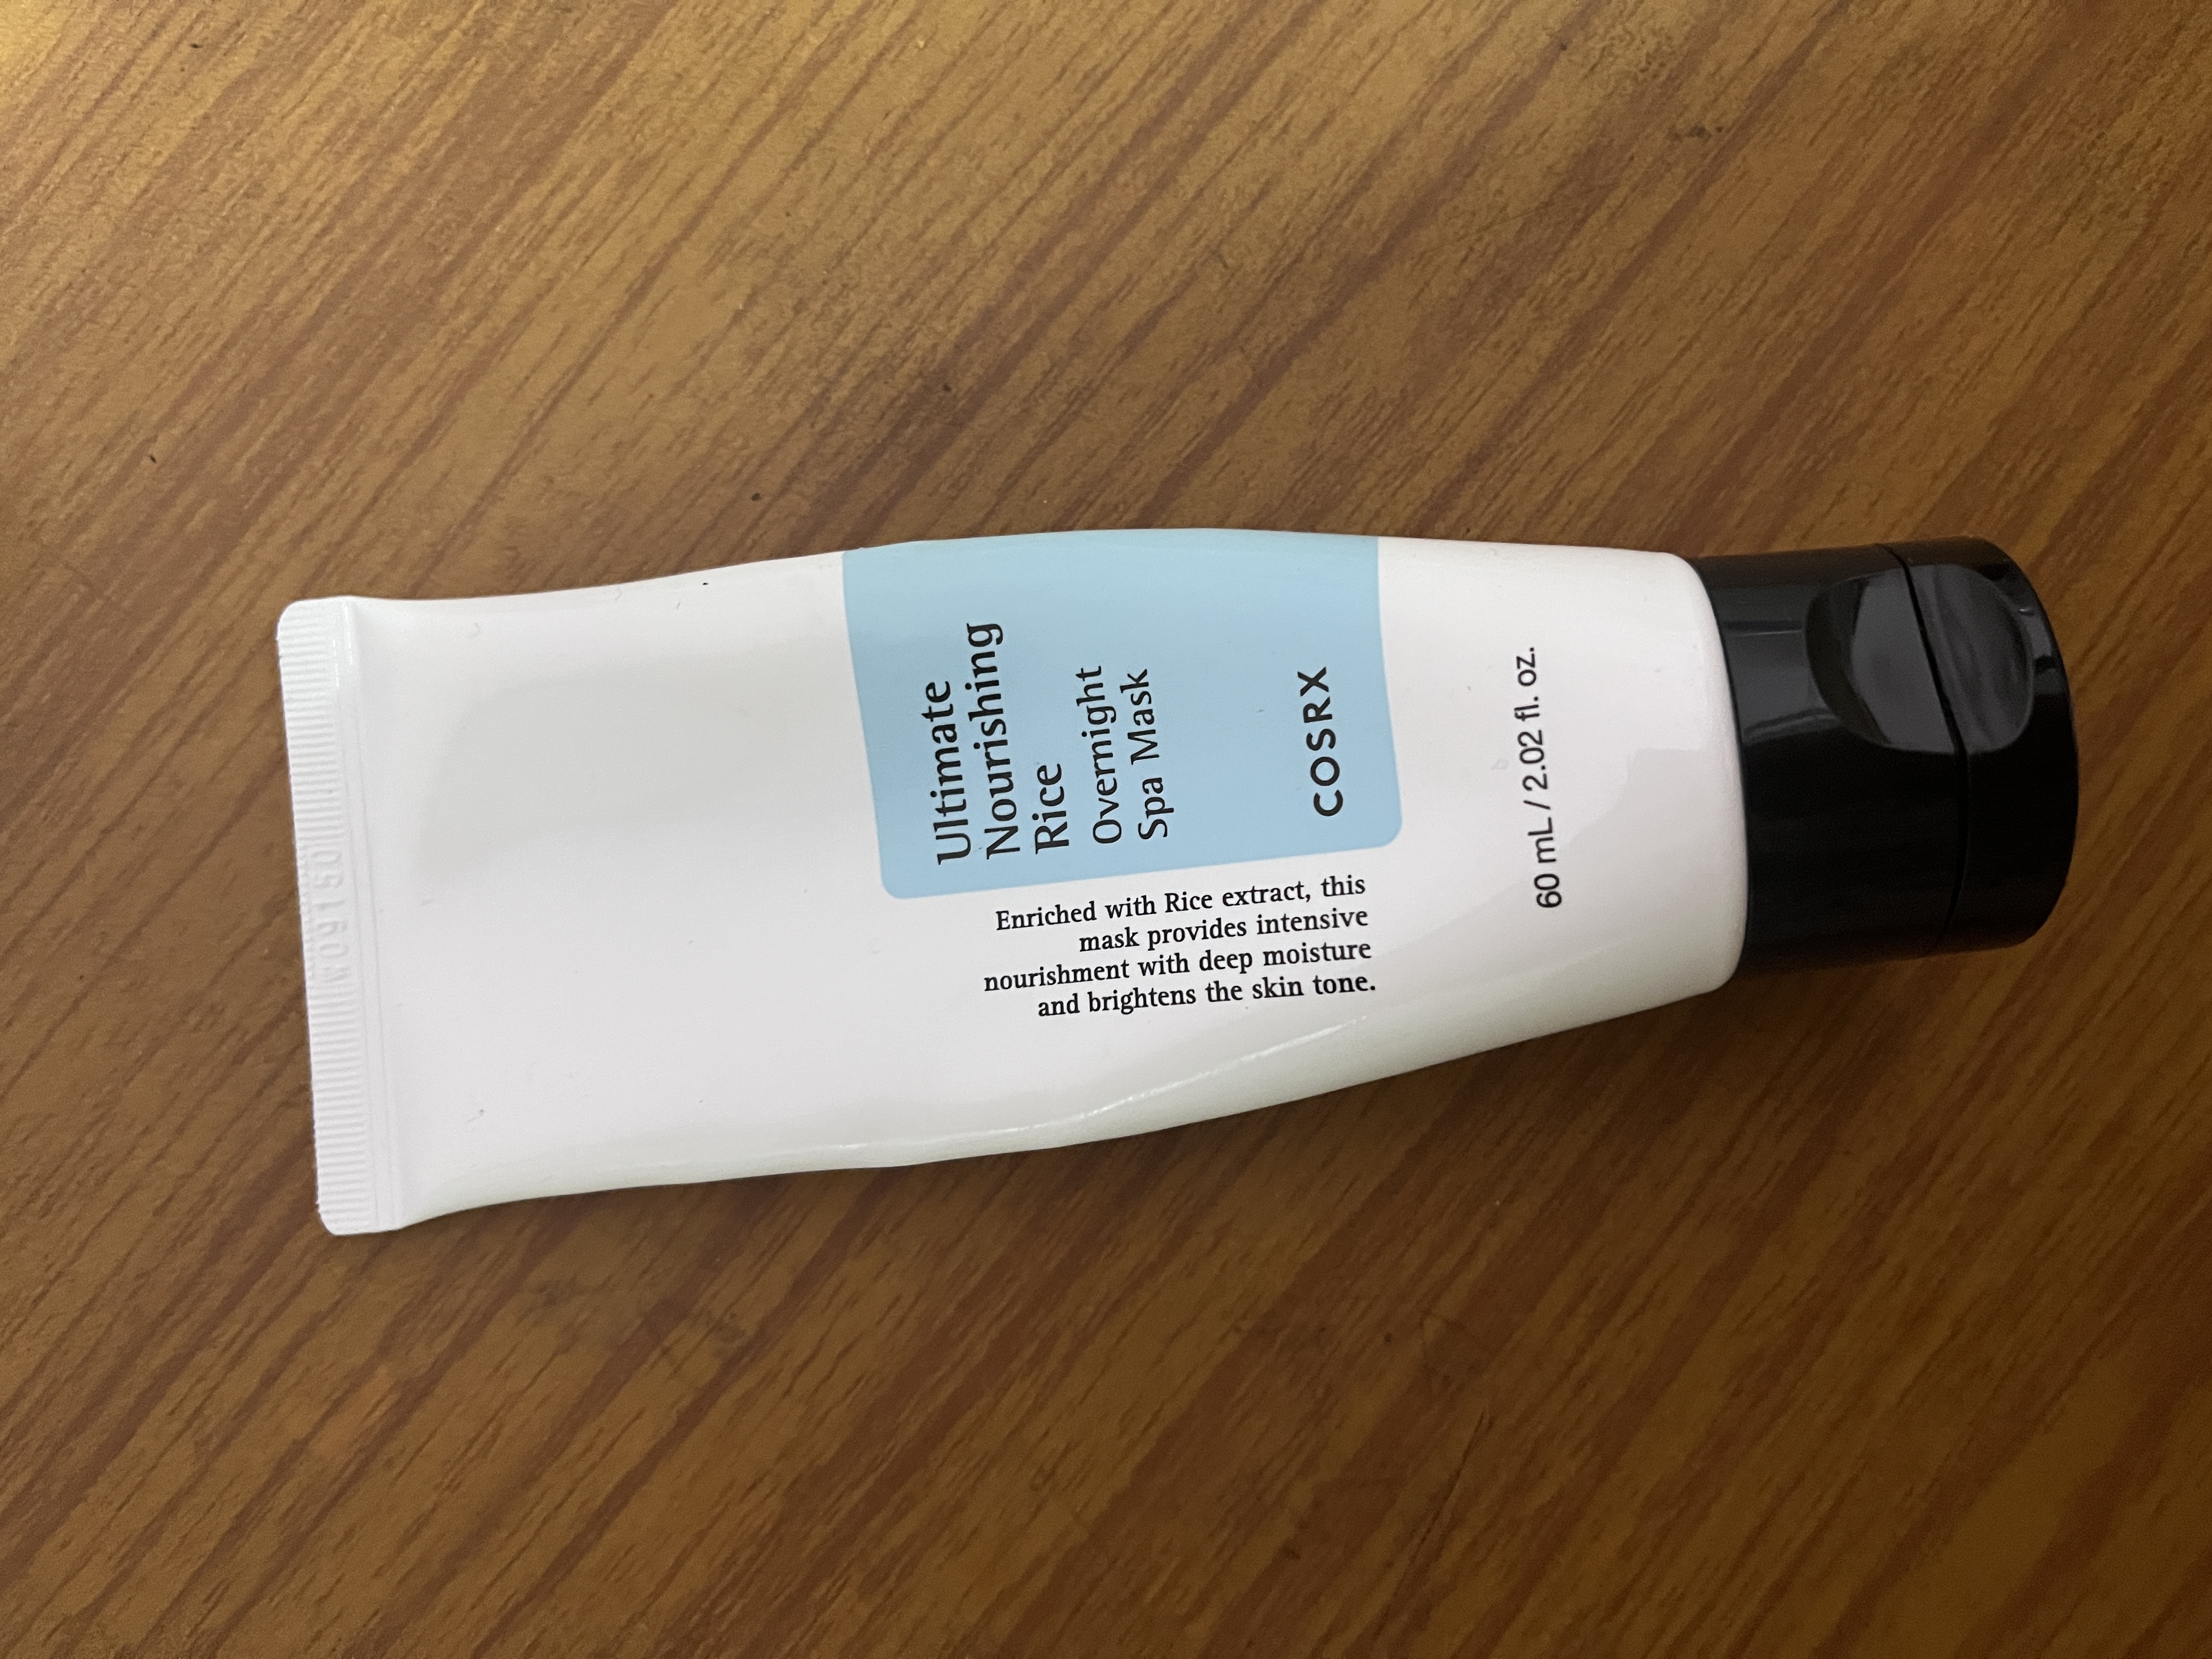 Ultimate
Nourishing
Rice
Overnight
Spa Mask
COSRX
Enriched with Rice extract, this
mask provides intensive
nourishment with deep moisture
and brightens the skin tone.
60 mL / 2.02 fl. oz.